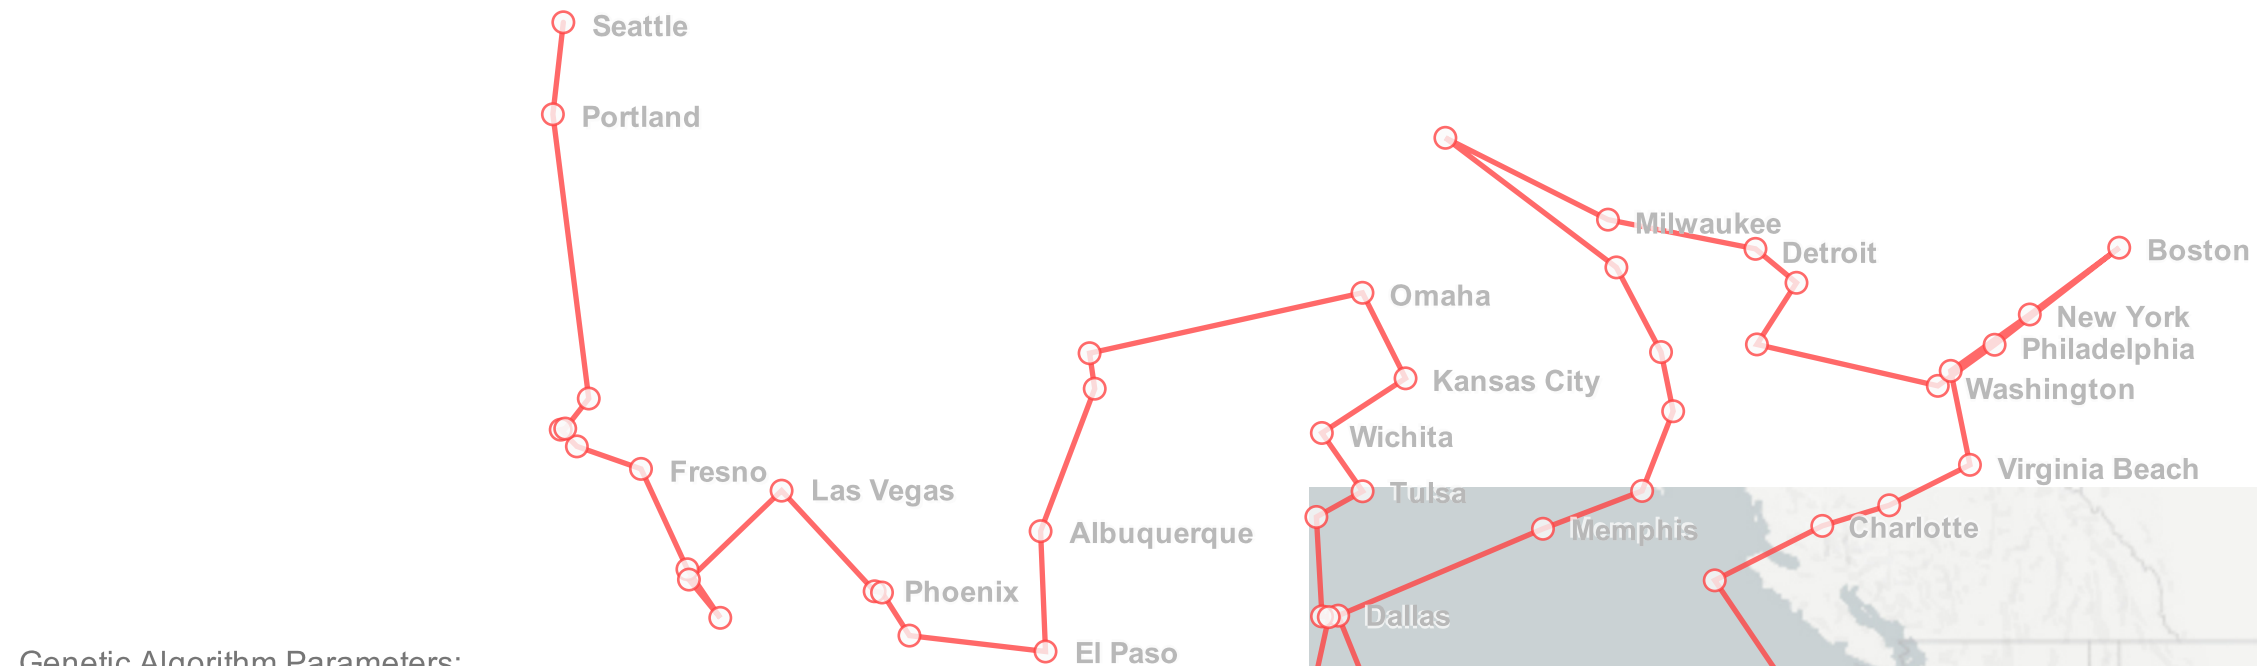 Seattle
Portland
Milwaukee
Boston
Detroit
Omaha
New York
Philadelphia
Kansas City
Washington
Wichita
Fresno
Virginia Beach
Las Vegas
Tulsa
Albuquerque
Memphis
Charlotte
Phoenix
Dallas
El Paso
Genetic Algorithm Parameters: